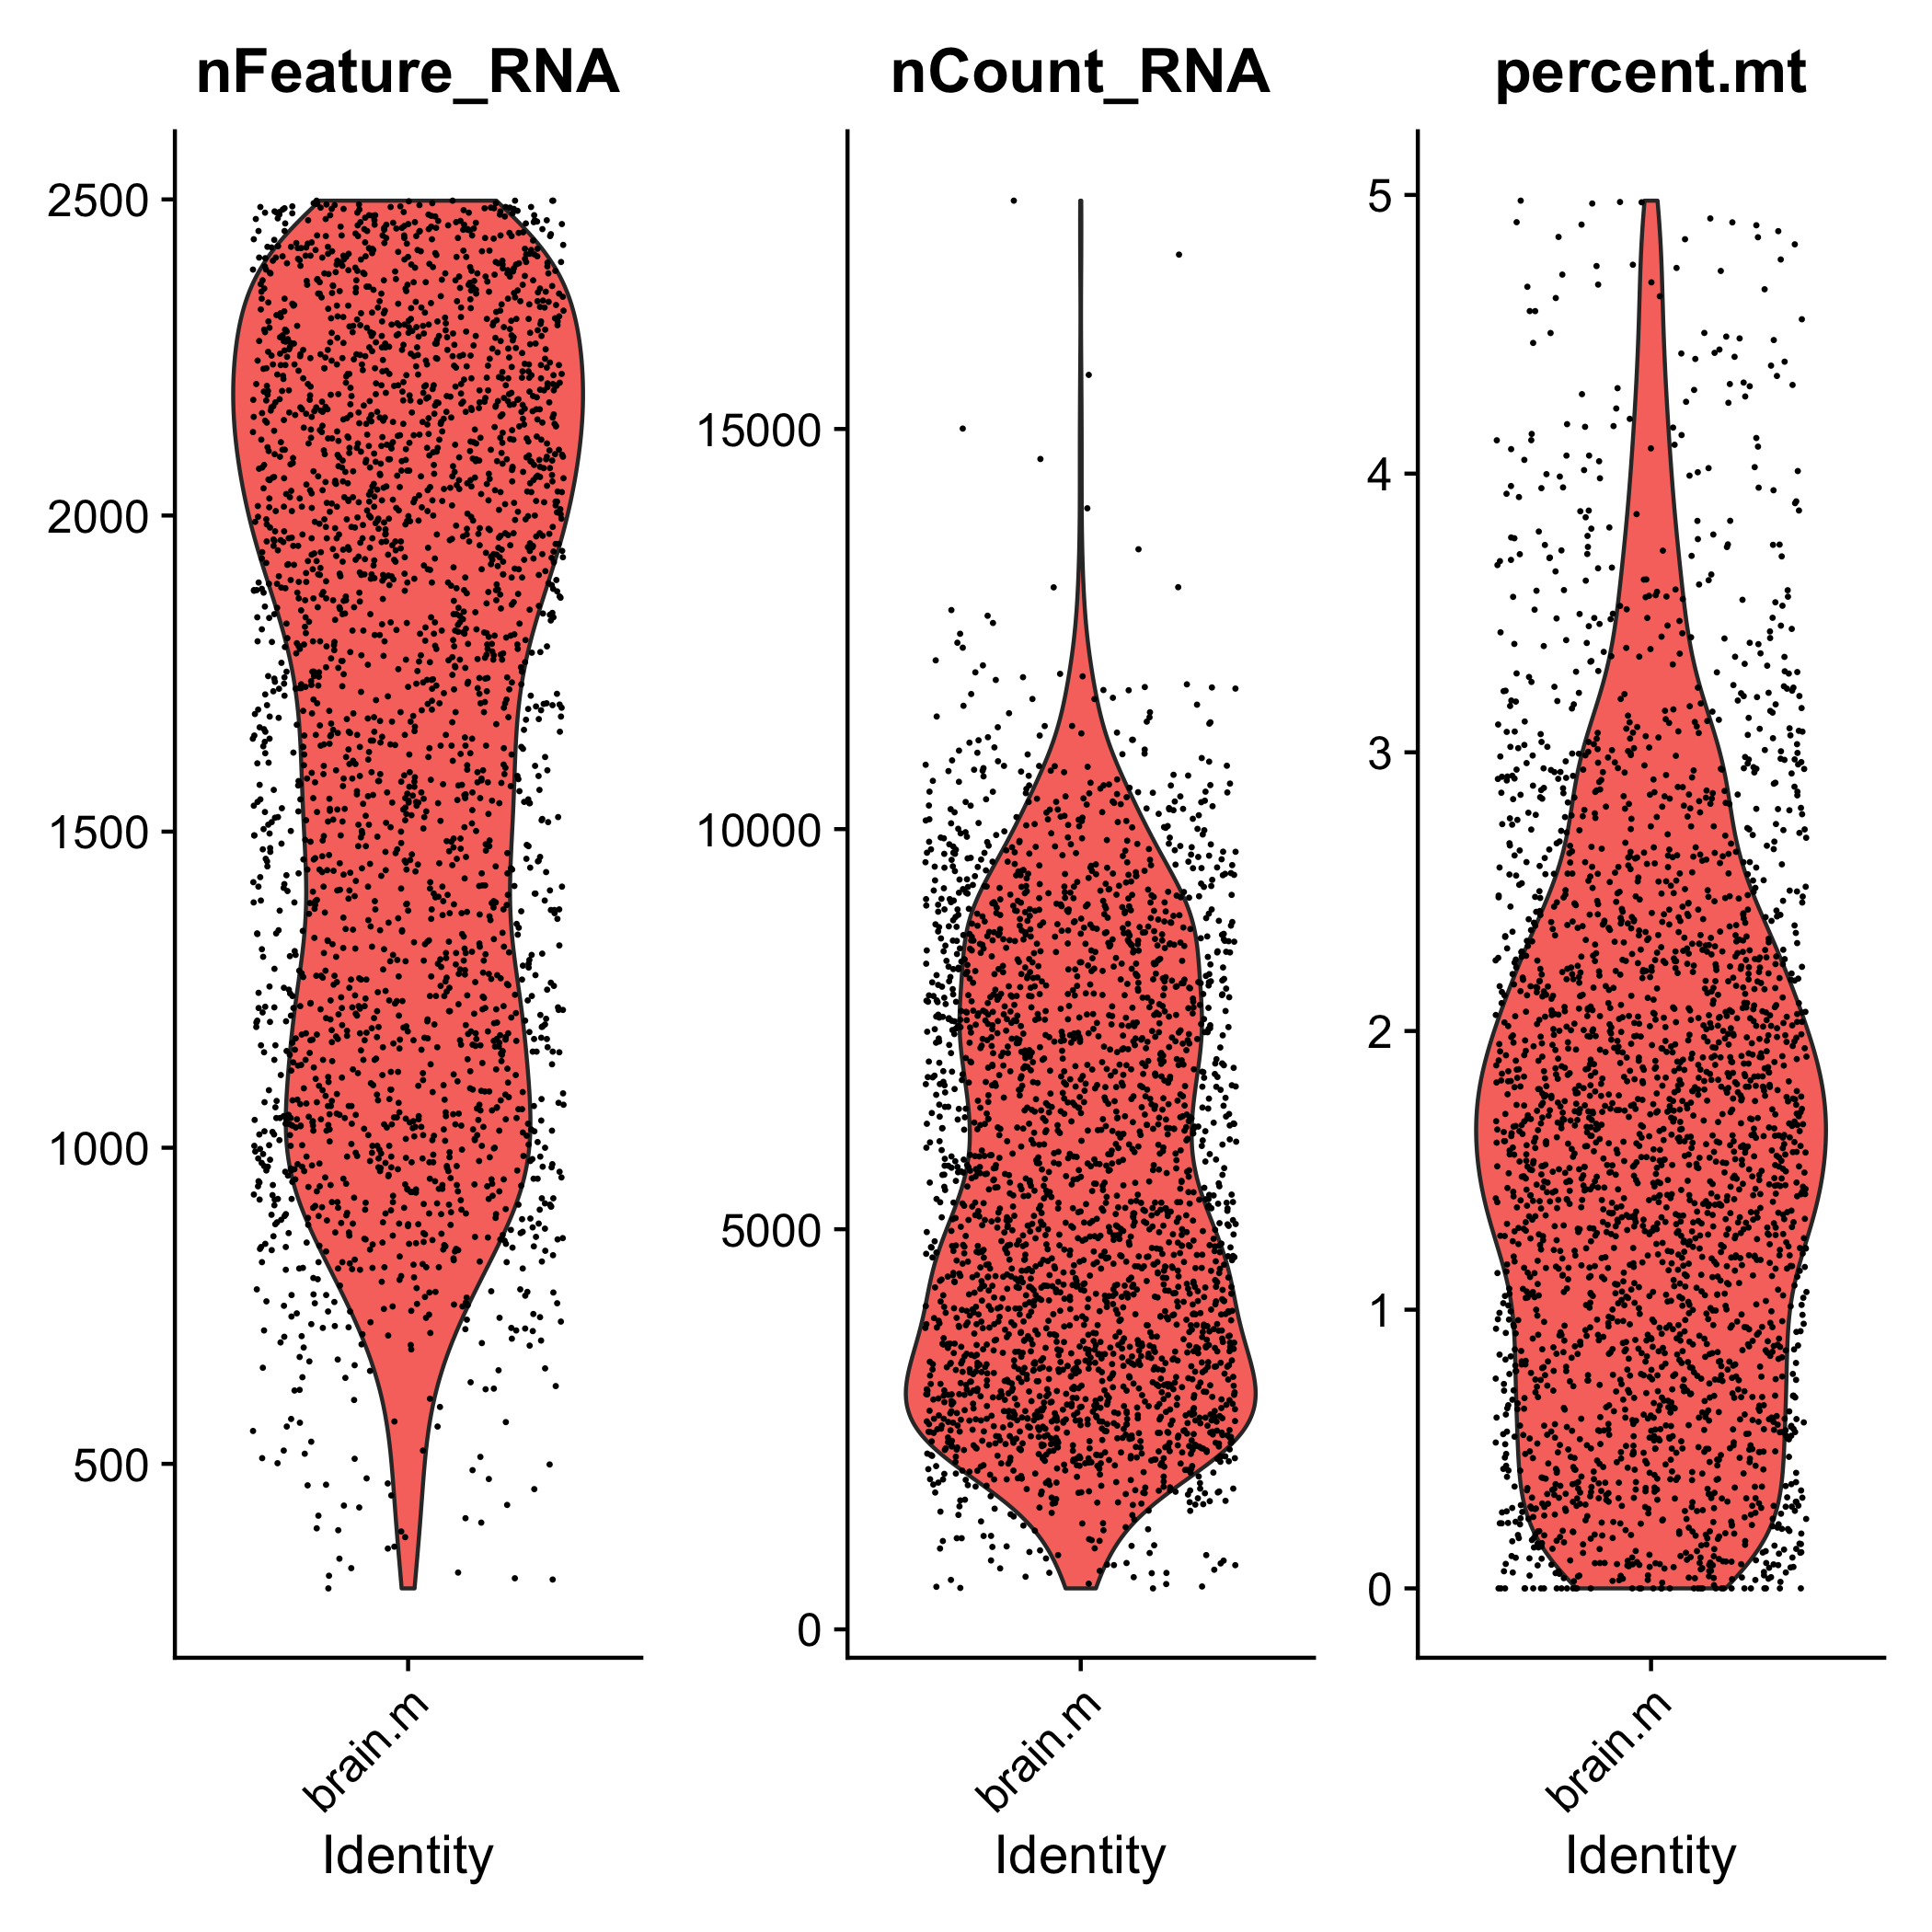 nFeature_RNA
2500
2000
1500
1000
500
brain.m
Identity
nCount_RNA
15000
10000
5000
0
brain.m
Identity
percent.mt
5
4
3
2
1
0
brain.m
Identity